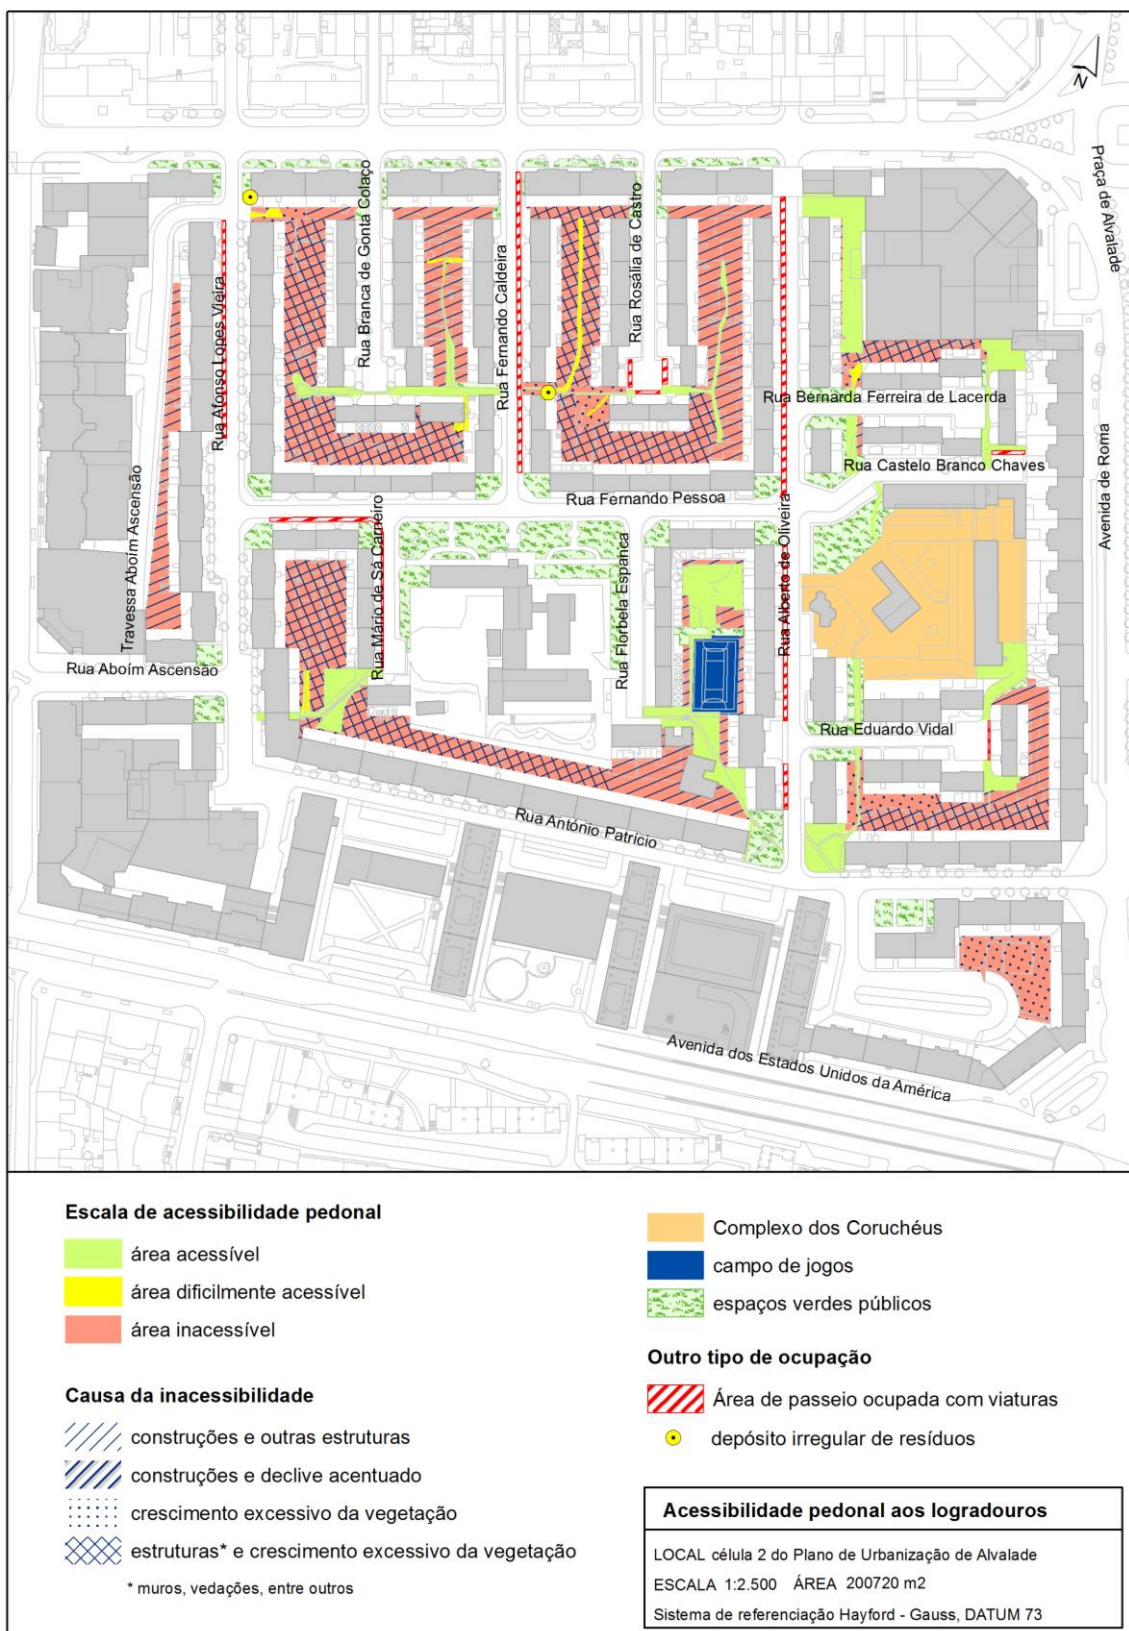 N
Praça de Alvalade
Rua Branca de Gonta Colaço
Rua Rosália de Castro
Rua Fernando Caldeira
Rua Afonso Lopes Vieira
Rua Bernarda Ferreira de Lacerda
Rua Castelo Branco Chaves
Avenida de Roma
Rua Fernando Pessoa
Travessa Aboím Ascensão
Rua Mário de Sá Carneiro
Rua Florbela Espanca
Rua Alberto de Oliveira
Rua Aboím Ascensão
Rua Eduardo Vidal
Rua António Patrício
Avenida dos Estados Unidos da América
Escala de acessibilidade pedonal
área acessível
área dificilmente acessível
área inacessível
Causa da inacessibilidade
construções e outras estruturas
construções e declive acentuado
crescimento excessivo da vegetação
estruturas* e crescimento excessivo da vegetação
* muros, vedações, entre outros
Complexo dos Coruchéus
campo de jogos
espaços verdes públicos
Outro tipo de ocupação
Área de passeio ocupada com viaturas
depósito irregular de resíduos
Acessibilidade pedonal aos logradouros
LOCAL célula 2 do Plano de Urbanização de Alvalade
ESCALA 1:2.500 ÁREA 200720 m2
Sistema de referenciação Hayford - Gauss, DATUM 73